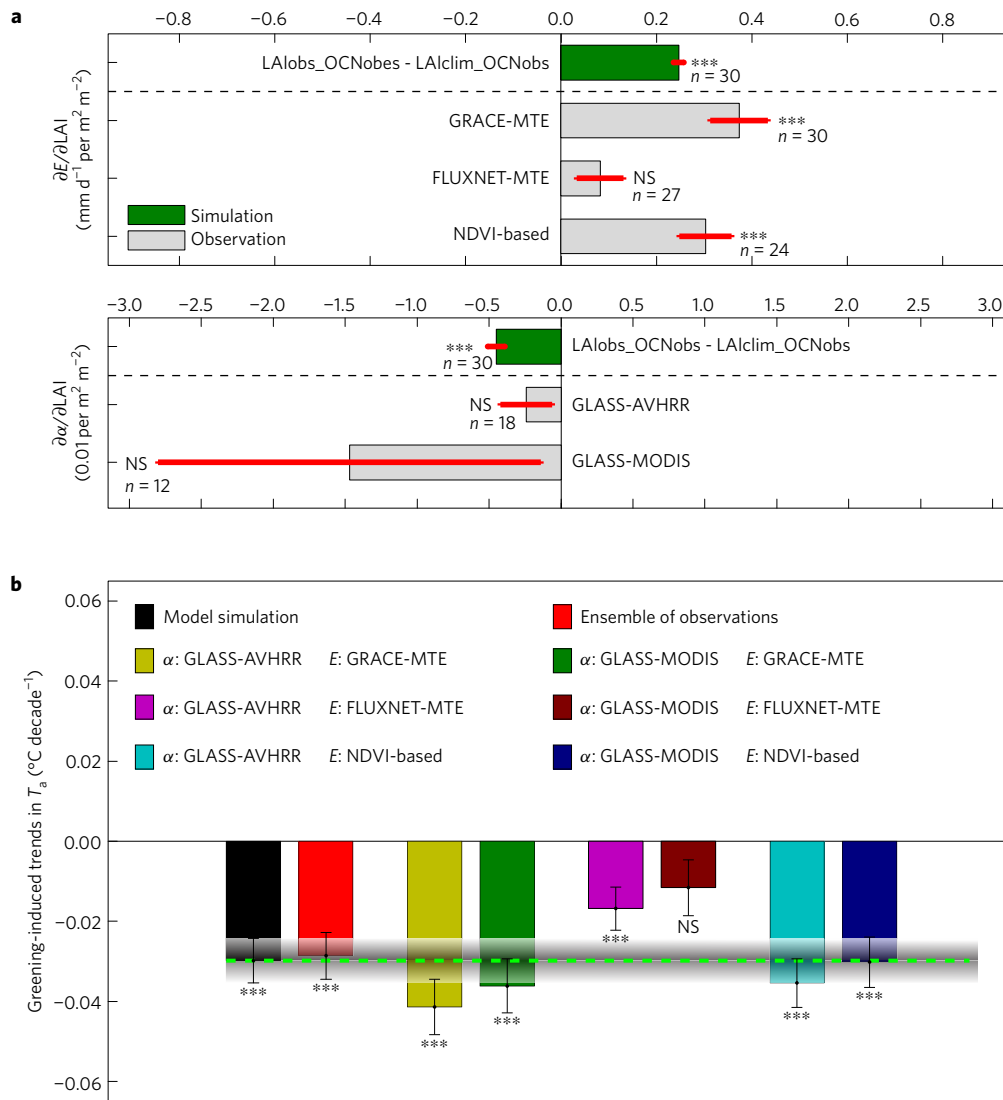 a
−0.8 −0.6 −0.4 −0.2 0.0 0.2 0.4 0.6 0.8
∂E/∂LAI
(mm d⁻¹ per m² m⁻²)
LAIobs_OCNobes - LAIclim_OCNobs
***
n = 30
GRACE-MTE
***
n = 30
FLUXNET-MTE
NS
n = 27
NDVI-based
***
n = 24
Simulation
Observation
−3.0 −2.5 −2.0 −1.5 −1.0 −0.5 0.0 0.5 1.0 1.5 2.0 2.5 3.0
∂α/∂LAI
(0.01 per m² m⁻²)
***
n = 30
LAIobs_OCNobs - LAIclim_OCNobs
NS
n = 18
GLASS-AVHRR
NS
n = 12
GLASS-MODIS
b
Greening-induced trends in Tₐ (°C decade⁻¹)
0.06
0.04
0.02
0.00
−0.02
−0.04
−0.06
Model simulation
Ensemble of observations
α: GLASS-AVHRR E: GRACE-MTE
α: GLASS-MODIS E: GRACE-MTE
α: GLASS-AVHRR E: FLUXNET-MTE
α: GLASS-MODIS E: FLUXNET-MTE
α: GLASS-AVHRR E: NDVI-based
α: GLASS-MODIS E: NDVI-based
***
***
***
***
***
NS
***
***